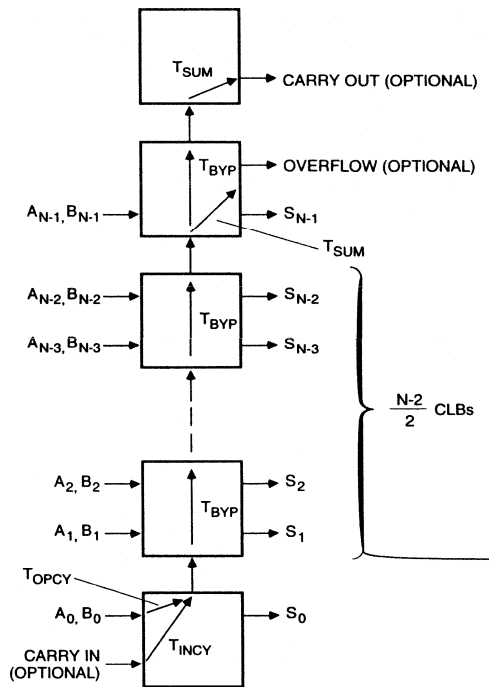 T_SUM
CARRY OUT (OPTIONAL)
T_BYP
OVERFLOW (OPTIONAL)
A_N-1, B_N-1
S_N-1
T_SUM
A_N-2, B_N-2
S_N-2
T_BYP
A_N-3, B_N-3
S_N-3
N-2
2
CLBs
A_2, B_2
S_2
T_BYP
A_1, B_1
S_1
T_OPCY
A_0, B_0
S_0
T_INCY
CARRY IN
(OPTIONAL)